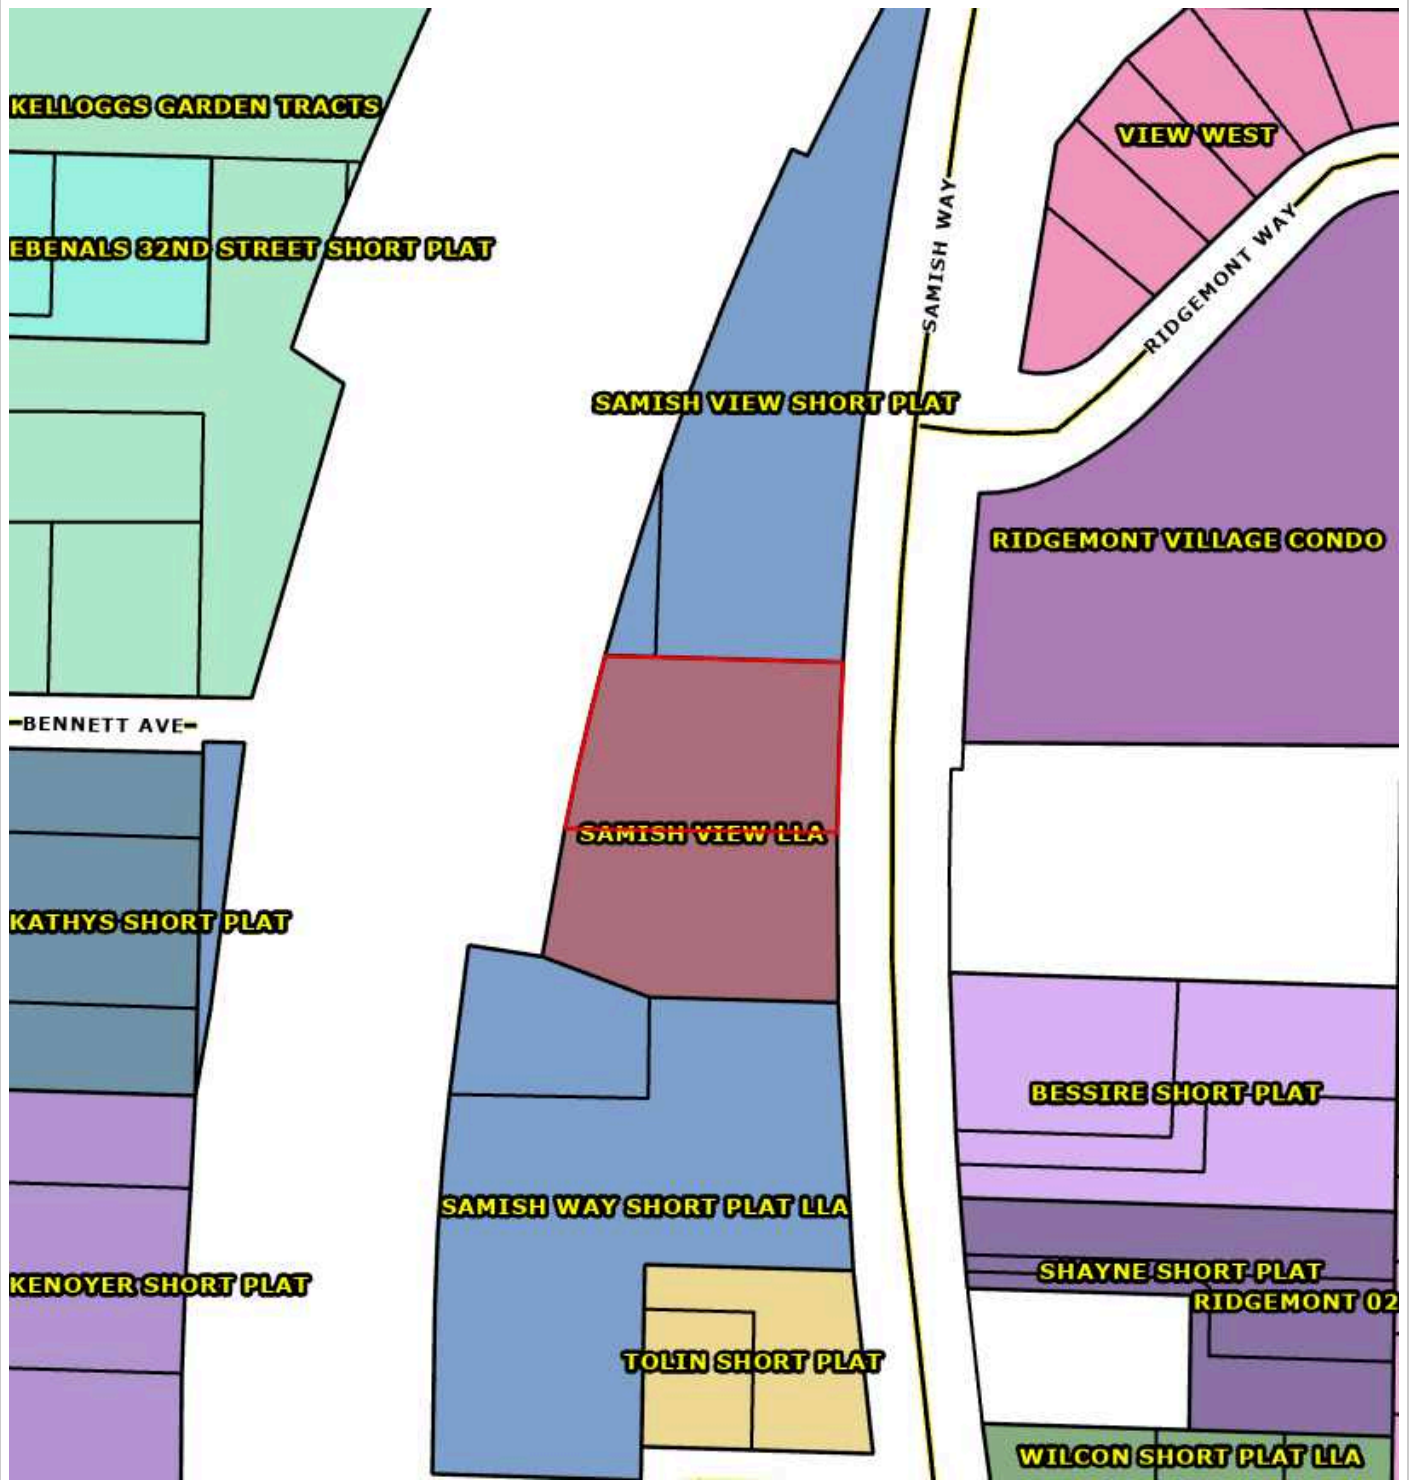 KELLOGGS GARDEN TRACTS
VIEW WEST
EBENALS 32ND STREET SHORT PLAT
SAMISH WAY
RIDGEMONT WAY
SAMISH VIEW SHORT PLAT
RIDGEMONT VILLAGE CONDO
BENNETT AVE
SAMISH VIEW LLA
KATHYS SHORT PLAT
BESSIRE SHORT PLAT
SAMISH WAY SHORT PLAT LLA
SHAYNE SHORT PLAT
KENOYER SHORT PLAT
RIDGEMONT 02
TOLIN SHORT PLAT
WILCON SHORT PLAT LLA